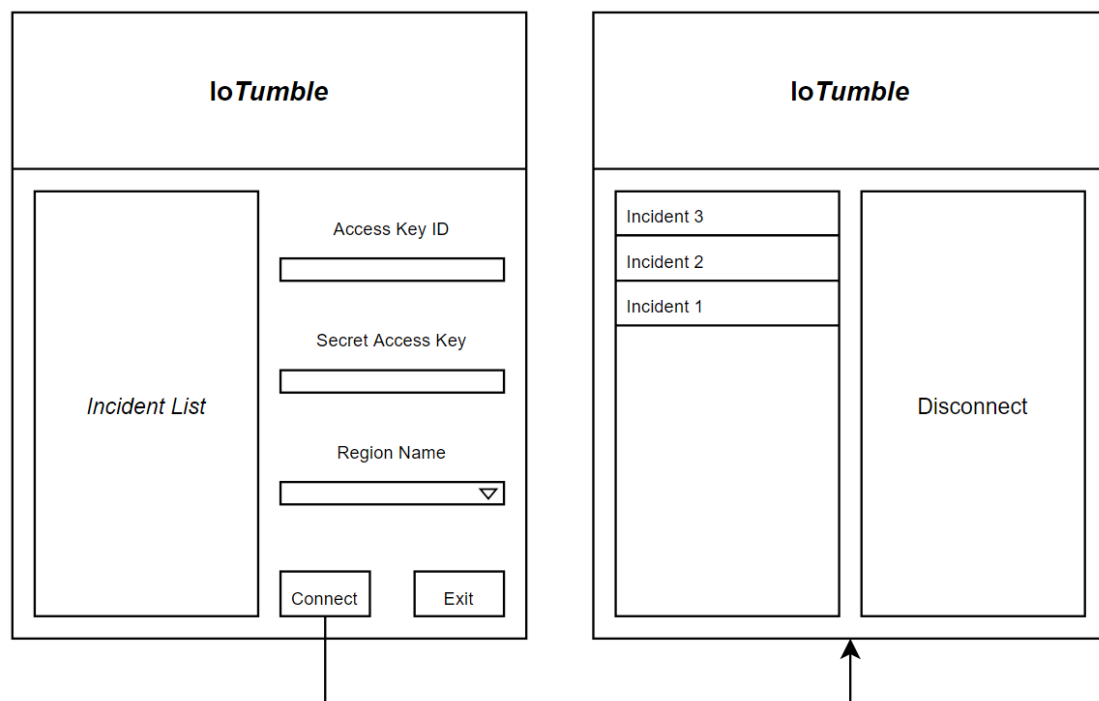 IoTumble
Incident List
Access Key ID
Secret Access Key
Region Name
Connect
Exit
IoTumble
Incident 3
Incident 2
Incident 1
Disconnect